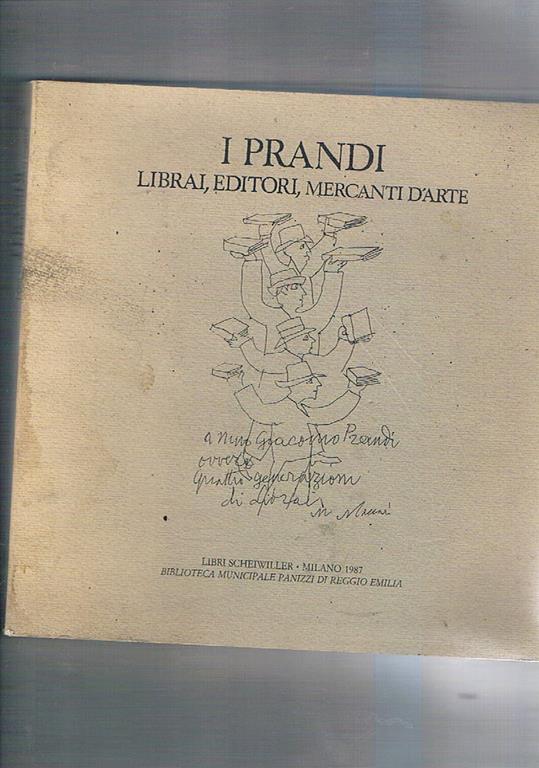 I PRANDI
LIBRAI, EDITORI, MERCANTI D'ARTE
Giacomo Prandi
ovvero
Quattro generazioni
di Librai
LIBRI SCHEIWILLER • MILANO 1987
BIBLIOTECA MUNICIPALE PANIZZI DI REGGIO EMILIA